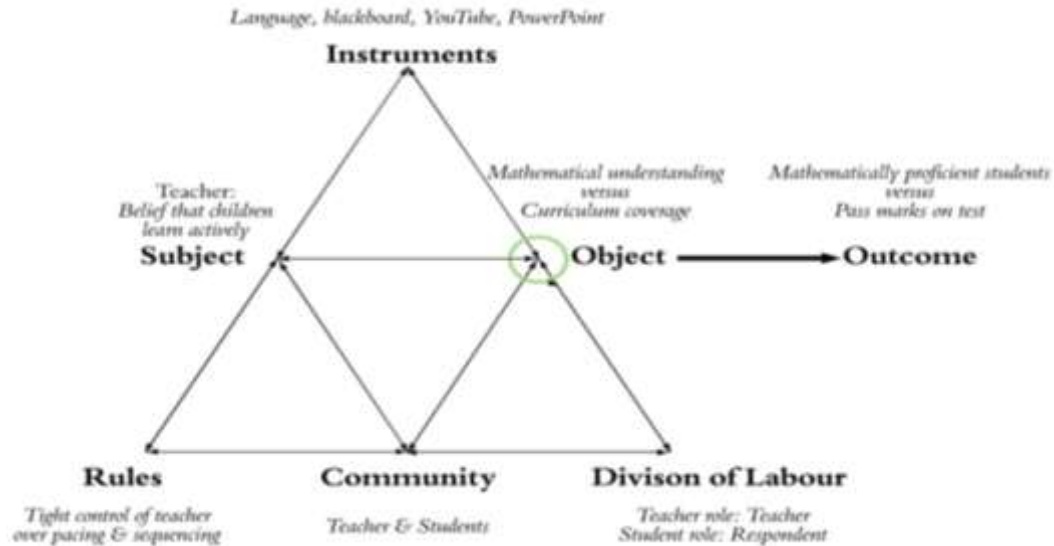 Language, blackboard, YouTube, PowerPoint
Instruments
Teacher:
Belief that children
learn actively
Subject
Mathematical understanding
versus
Curriculum coverage
Object
Mathematically proficient students
versus
Pass marks on test
Outcome
Rules
Tight control of teacher
over pacing & sequencing
Community
Teacher & Students
Divison of Labour
Teacher role: Teacher
Student role: Respondent